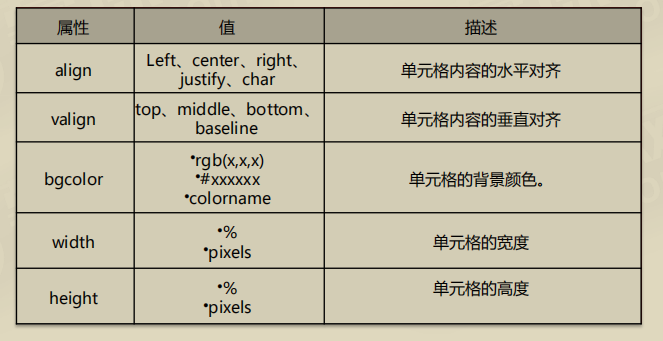 属性 值 描述
align Left、center、right、 单元格内容的水平对齐
justify、char
valign top、middle、bottom、 单元格内容的垂直对齐
baseline
bgcolor •rgb(x,x,x) 单元格的背景颜色。
•#xxxxxx
•colorname
width •% 单元格的宽度
•pixels
height •% 单元格的高度
•pixels